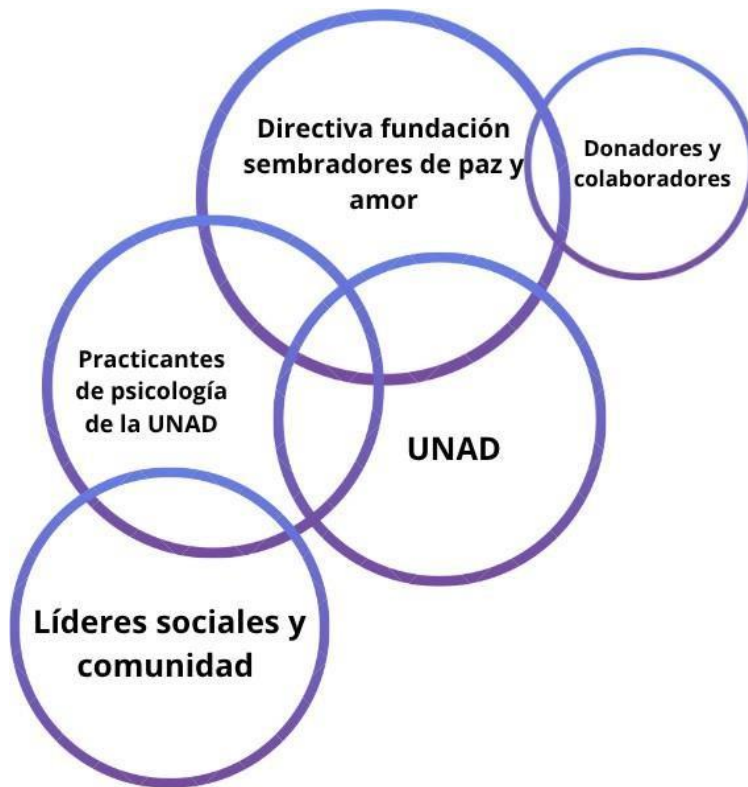 Directiva fundación
sembradores de paz y
amor
Donadores y
colaboradores
Practicantes
de psicología
de la UNAD
UNAD
Líderes sociales y
comunidad